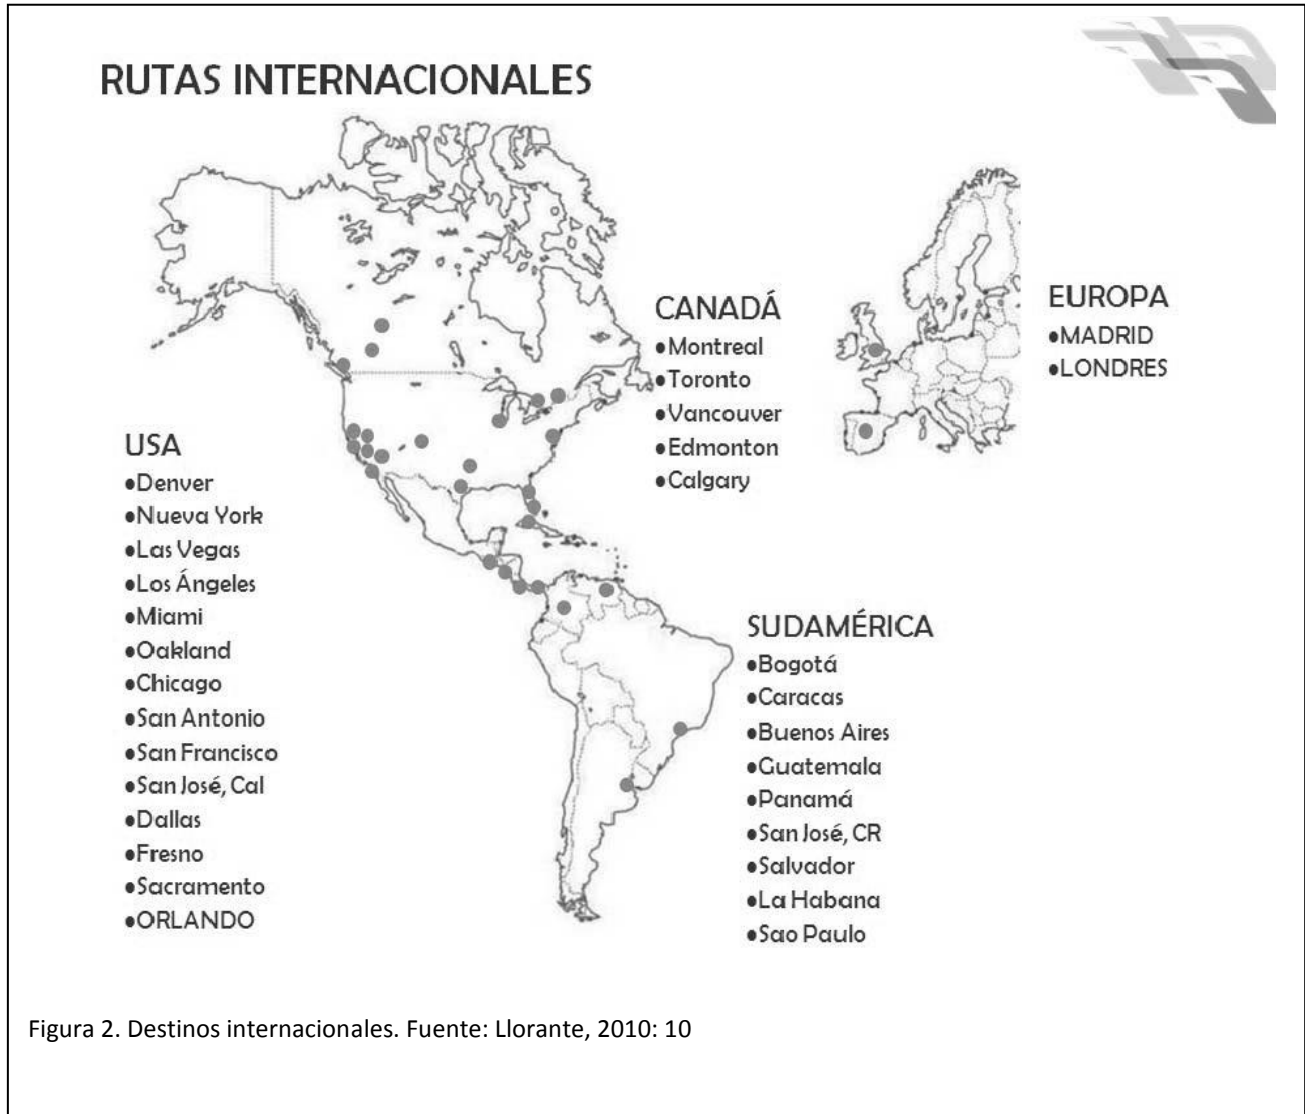 RUTAS INTERNACIONALES
CANADÁ
•Montreal
•Toronto
•Vancouver
•Edmonton
•Calgary
EUROPA
•MADRID
•LONDRES
USA
•Denver
•Nueva York
•Las Vegas
•Los Ángeles
•Miami
•Oakland
•Chicago
•San Antonio
•San Francisco
•San José, Cal
•Dallas
•Fresno
•Sacramento
•ORLANDO
SUDAMÉRICA
•Bogotá
•Caracas
•Buenos Aires
•Guatemala
•Panamá
•San José, CR
•Salvador
•La Habana
•Sao Paulo
Figura 2. Destinos internacionales. Fuente: Llorante, 2010: 10